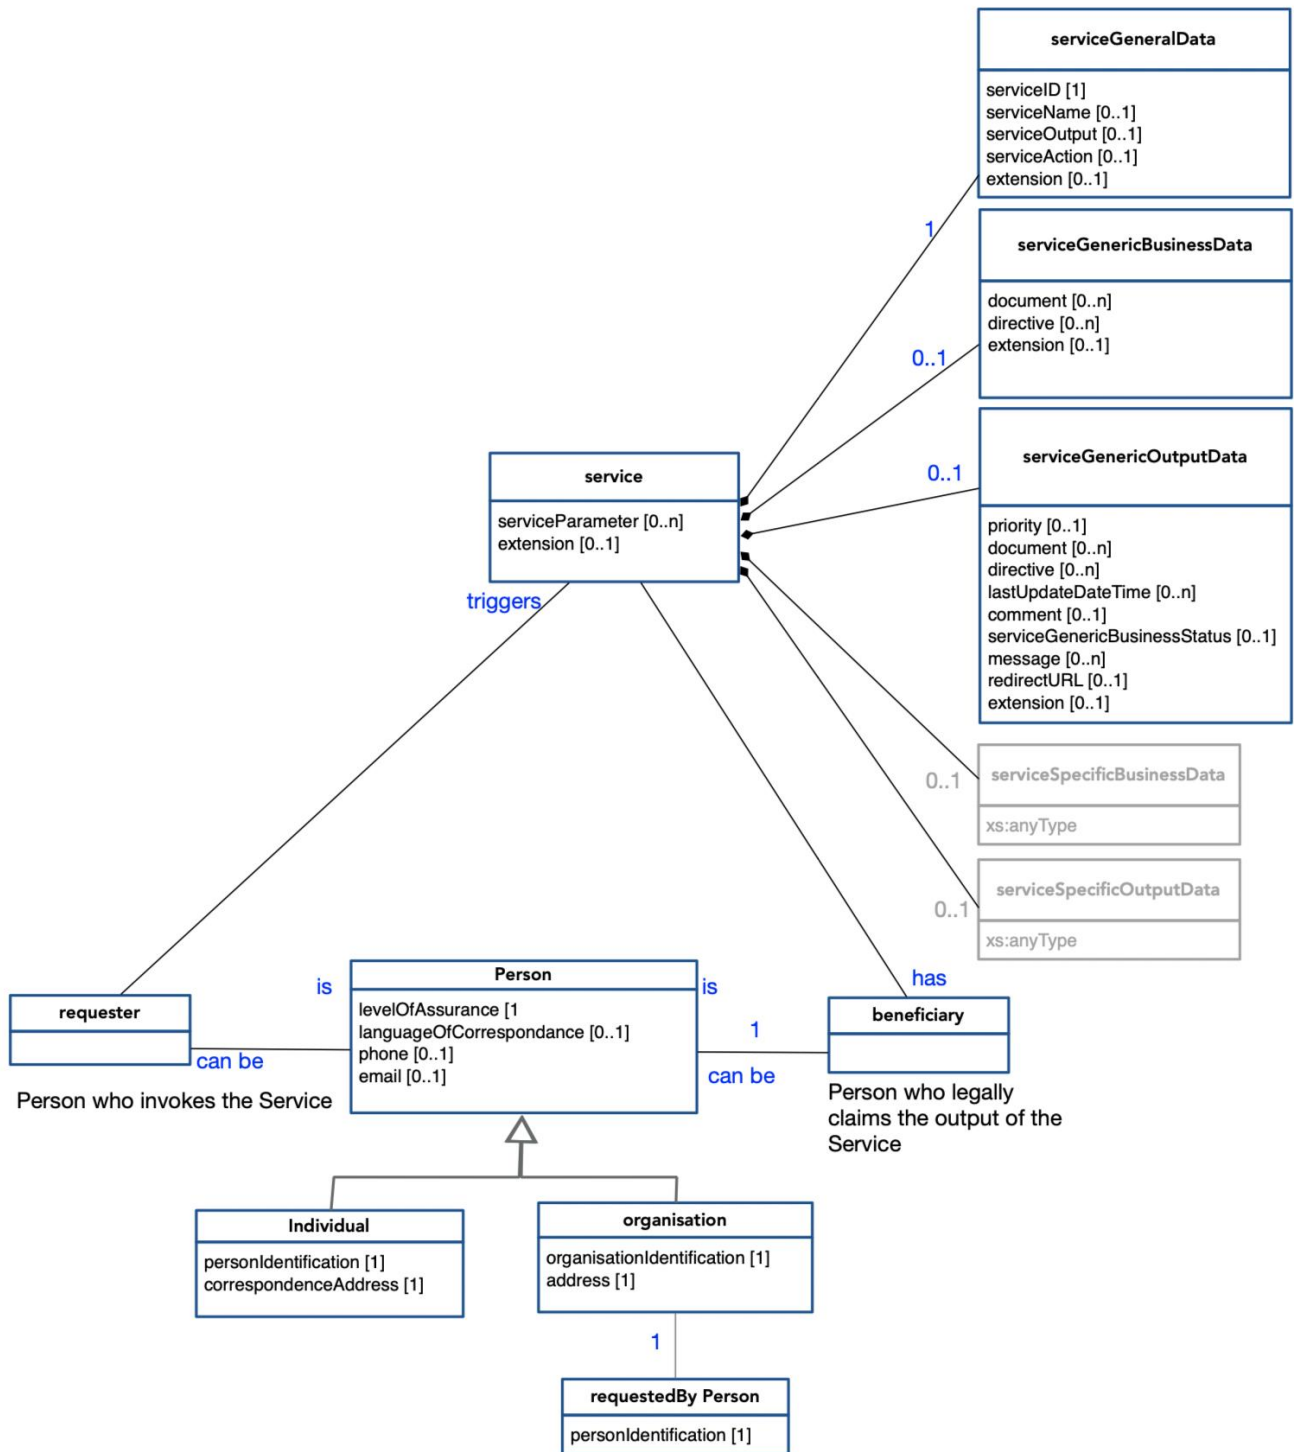 serviceGeneralData
serviceID [1]
serviceName [0..1]
serviceOutput [0..1]
serviceAction [0..1]
extension [0..1]
1
serviceGenericBusinessData
document [0..n]
directive [0..n]
extension [0..1]
0..1
serviceGenericOutputData
0..1
priority [0..1]
document [0..n]
directive [0..n]
lastUpdateDateTime [0..n]
comment [0..1]
serviceGenericBusinessStatus [0..1]
message [0..n]
redirectURL [0..1]
extension [0..1]
service
serviceParameter [0..n]
extension [0..1]
triggers
serviceSpecificBusinessData
0..1
xs:anyType
serviceSpecificOutputData
0..1
xs:anyType
requester
can be
is
Person who invokes the Service
Person
levelOfAssurance [1
languageOfCorrespondance [0..1]
phone [0..1]
email [0..1]
is
1
can be
has
beneficiary
Person who legally
claims the output of the
Service
Individual
personIdentification [1]
correspondenceAddress [1]
organisation
organisationIdentification [1]
address [1]
1
requestedBy Person
personIdentification [1]